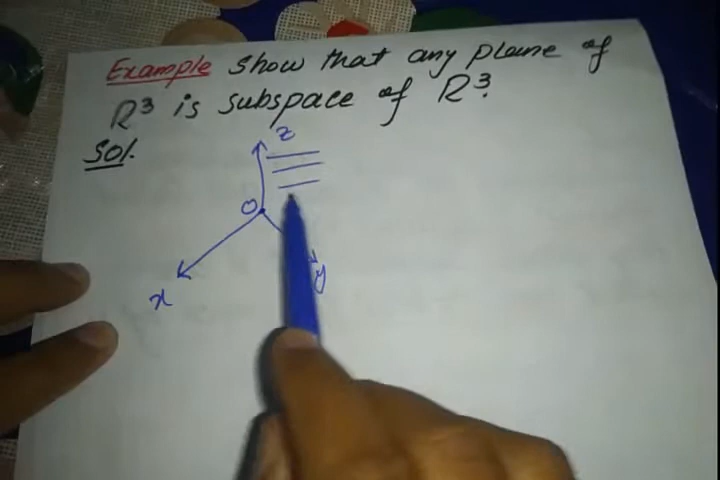 Example Show that any plane of
R³ is subspace of R³?
Sol.
z
O
x
y